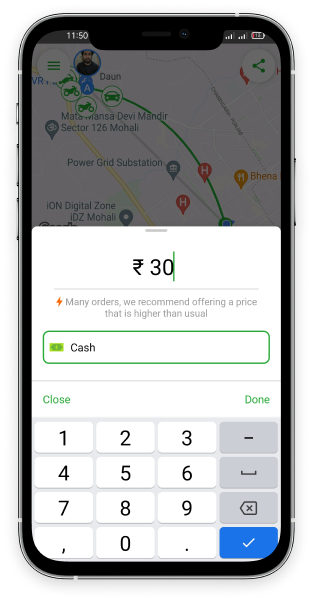 11:50
VR P
Daun
A
Mata Mansa Devi Mandir
Sector 126 Mohali
Power Grid Substation
H
H
Bhena
iON Digital Zone
iDZ Mohali
₹ 30
Many orders, we recommend offering a price
that is higher than usual
Cash
Close
Done
1 2 3 –
4 5 6
7 8 9
, 0 .